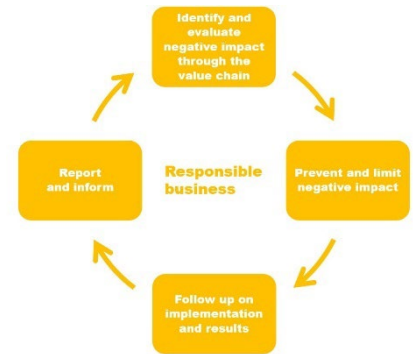 Identify and
evaluate
negative impact
through the
value chain
Report
and inform
Responsible
business
Prevent and limit
negative impact
Follow up on
implementation
and results